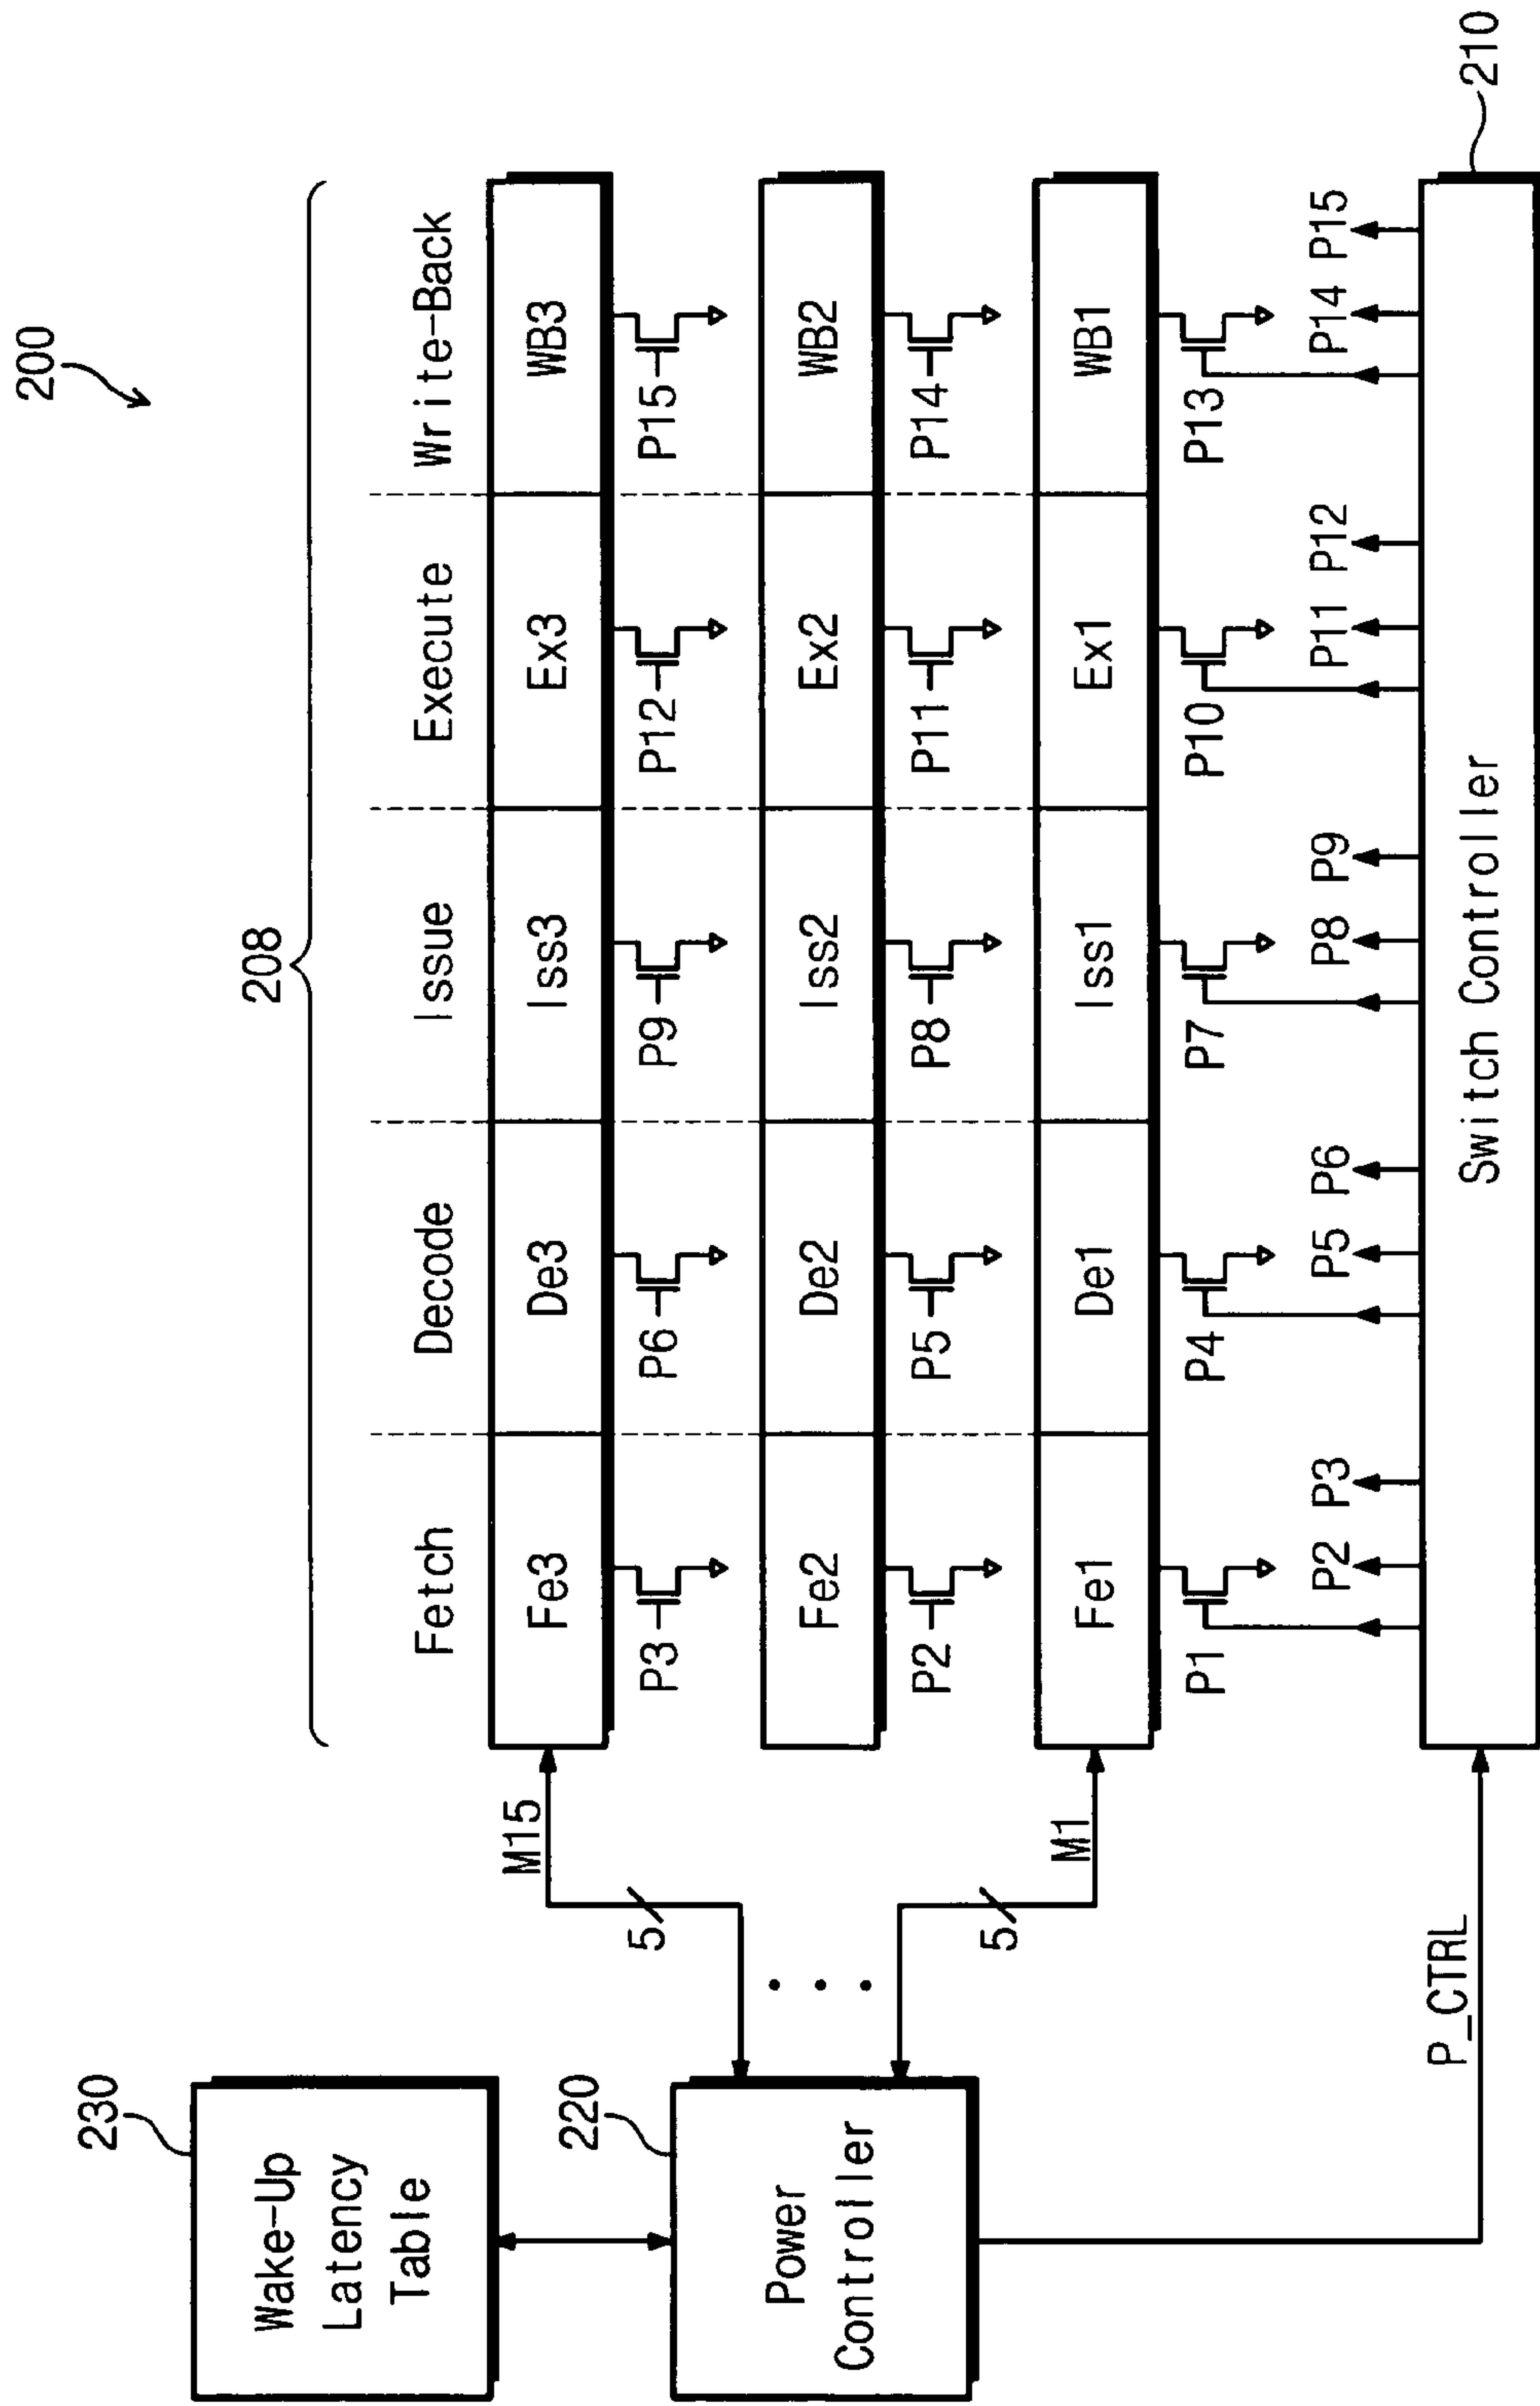 200
208
Fetch Decode Issue Execute Write-Back
230
Wake-Up
Latency
Table
M15
Fe3 De3 Iss3 Ex3 WB3
5
P3 P6 P9 P12 P15
220
Power
Controller
Fe2 De2 Iss2 Ex2 WB2
P2 P5 P8 P11 P14
5
M1
Fe1 De1 Iss1 Ex1 WB1
P1 P4 P7 P10 P13
P2 P3 P5 P6 P8 P9 P11 P12 P14 P15
P_CTRL
Switch Controller
210